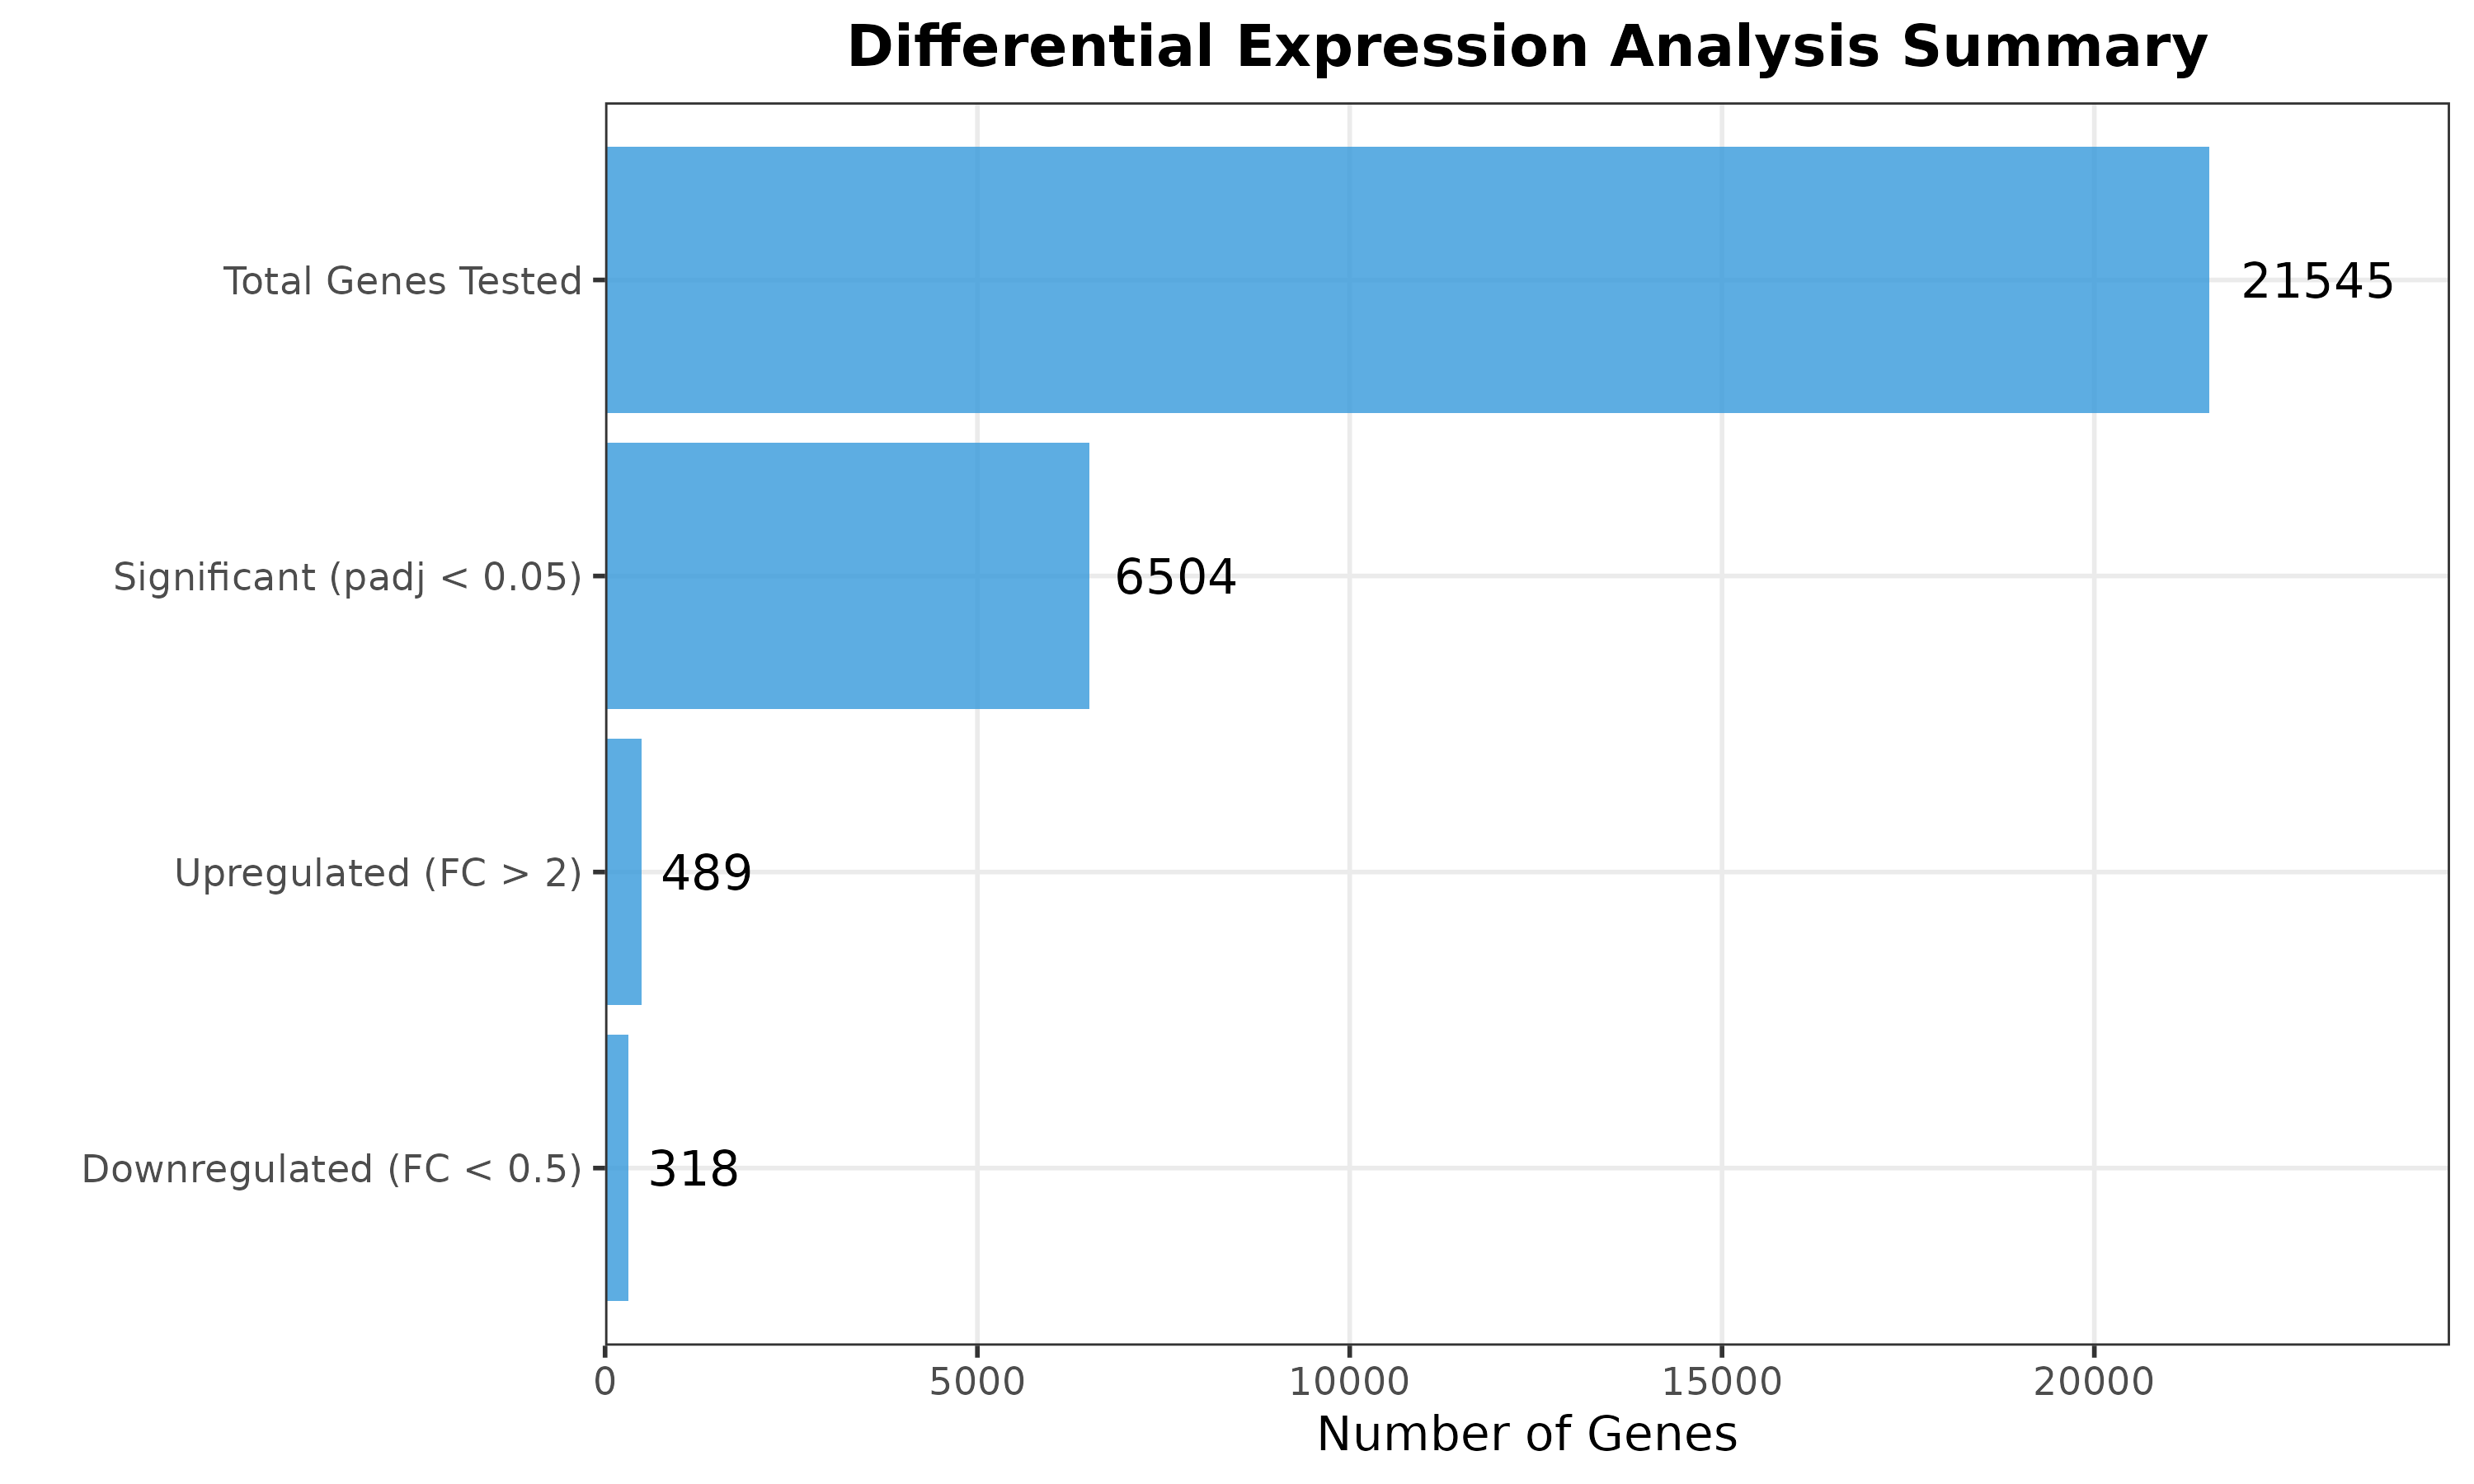 Differential Expression Analysis Summary
Total Genes Tested
21545
Significant (padj < 0.05)
6504
Upregulated (FC > 2)
489
Downregulated (FC < 0.5)
318
0 5000 10000 15000 20000
Number of Genes